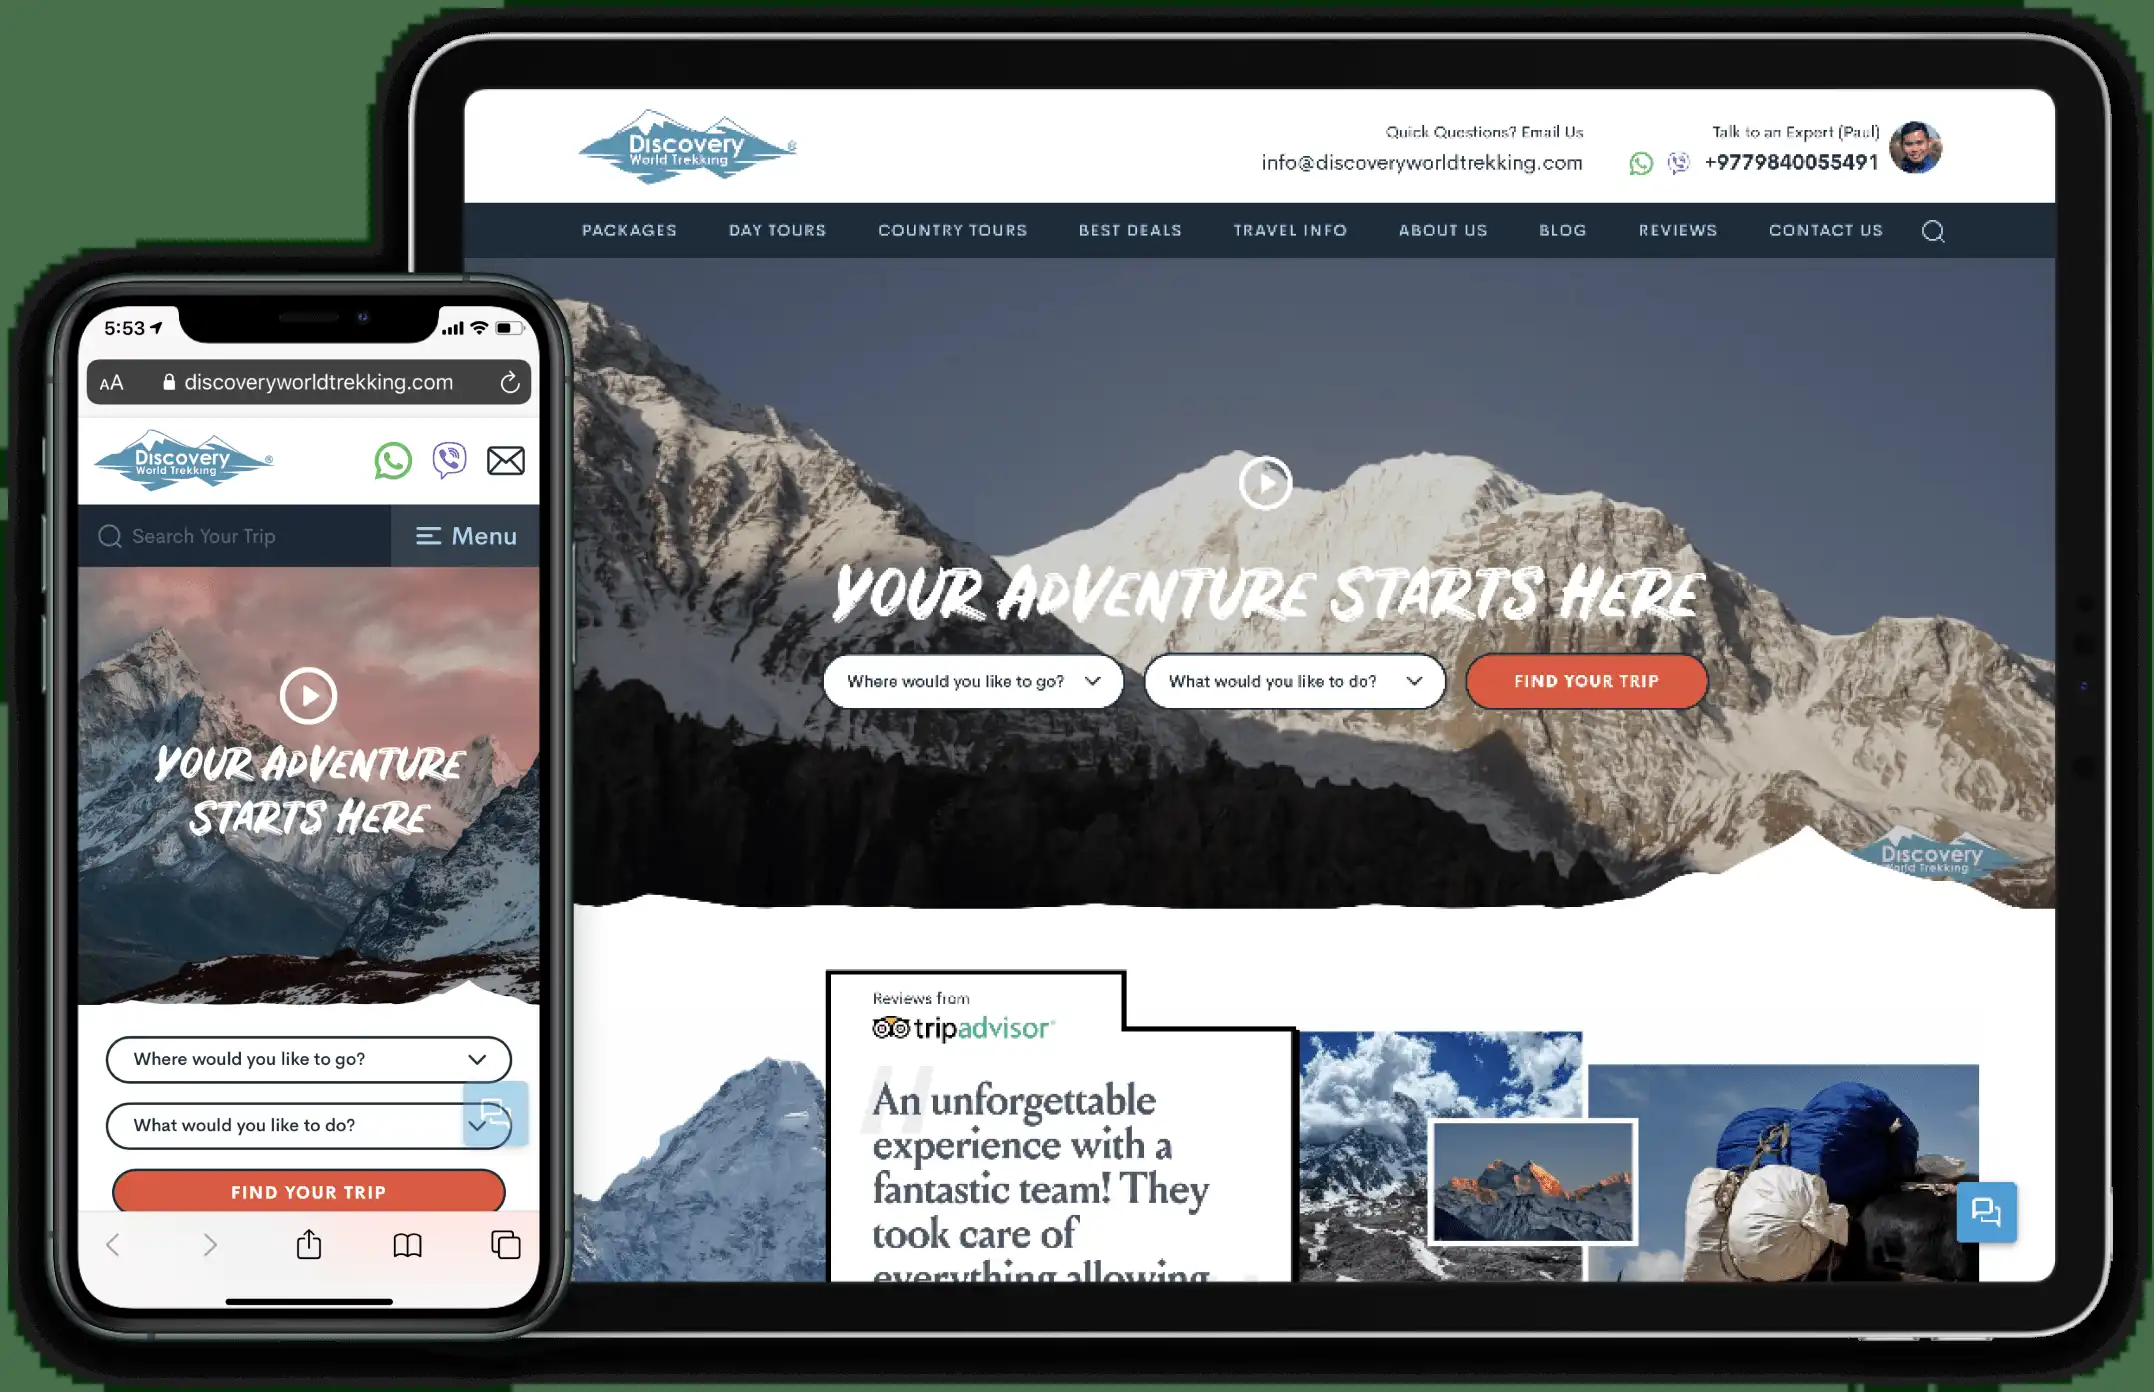 Discovery
World Trekking
®
Quick Questions? Email Us
info@discoveryworldtrekking.com
Talk to an Expert (Paul)
+9779840055491
PACKAGES DAY TOURS COUNTRY TOURS BEST DEALS TRAVEL INFO ABOUT US BLOG REVIEWS CONTACT US
YOUR ADVENTURE STARTS HERE
Where would you like to go? What would you like to do? FIND YOUR TRIP
Discovery
World Trekking
Reviews from
tripadvisor®
"
An unforgettable
experience with a
fantastic team! They
took care of
everything allowing
5:53
AA discoveryworldtrekking.com
Discovery
World Trekking
®
Search Your Trip Menu
YOUR ADVENTURE
STARTS HERE
Where would you like to go?
What would you like to do?
FIND YOUR TRIP